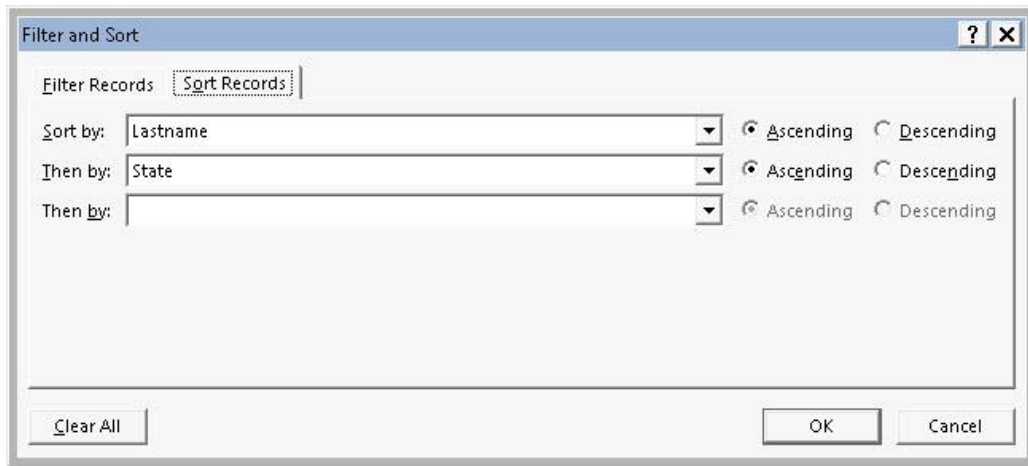 Filter and Sort
Filter Records Sort Records
Sort by: Lastname Ascending Descending
Then by: State Ascending Descending
Then by: Ascending Descending
Clear All OK Cancel